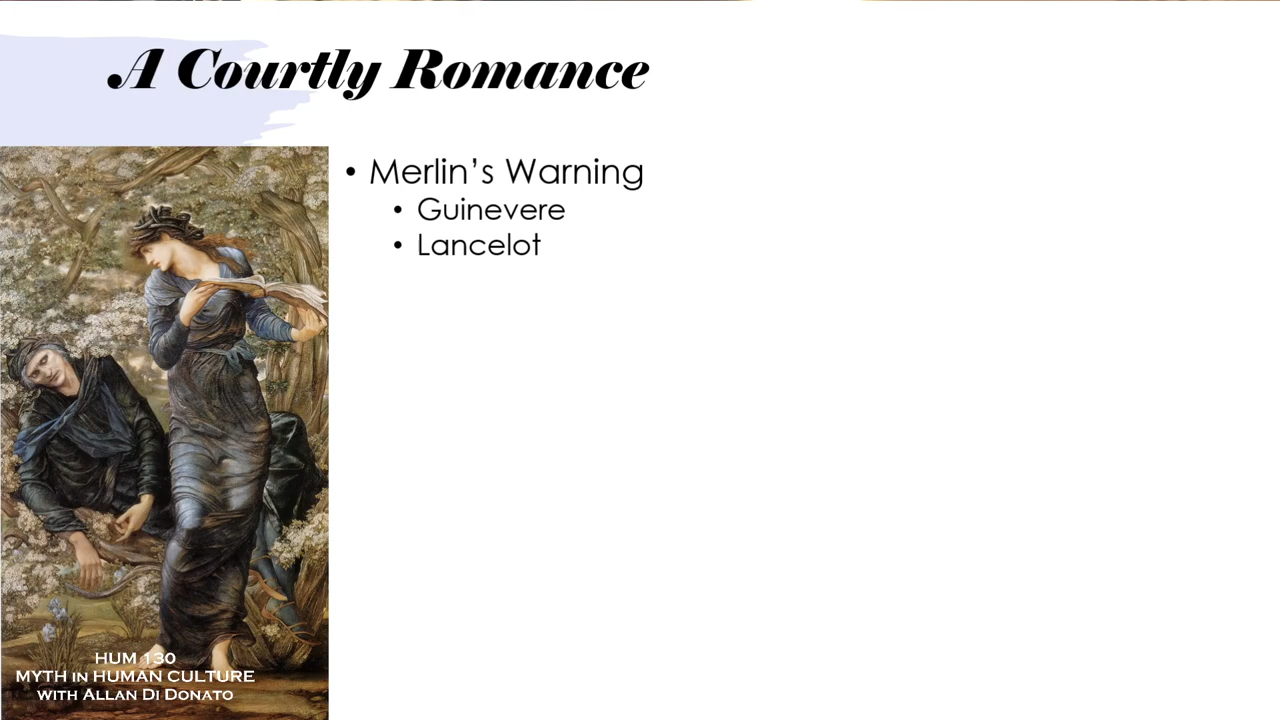 A Courtly Romance
• Merlin’s Warning
• Guinevere
• Lancelot
HUM 130
MYTH IN HUMAN CULTURE
WITH ALLAN DI DONATO